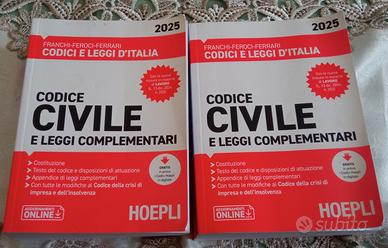 2025
FRANCHI-FEROCI-FERRARI
CODICI E LEGGI D'ITALIA
CODICE
CIVILE
E LEGGI COMPLEMENTARI
• Costituzione
• Testo del codice e disposizioni di attuazione
• Appendice di leggi complementari
• Con tutte le modifiche al Codice della crisi di
impresa e dell'insolvenza
GRATIS
AGGIORNAMENTI
ONLINE
HOEPLI
2025
FRANCHI-FEROCI-FERRARI
CODICI E LEGGI D'ITALIA
CODICE
CIVILE
E LEGGI COMPLEMENTARI
• Costituzione
• Testo del codice e disposizioni di attuazione
• Appendice di leggi complementari
• Con tutte le modifiche al Codice della crisi di
impresa e dell'insolvenza
GRATIS
AGGIORNAMENTI
ONLINE
HOEPLI
subito